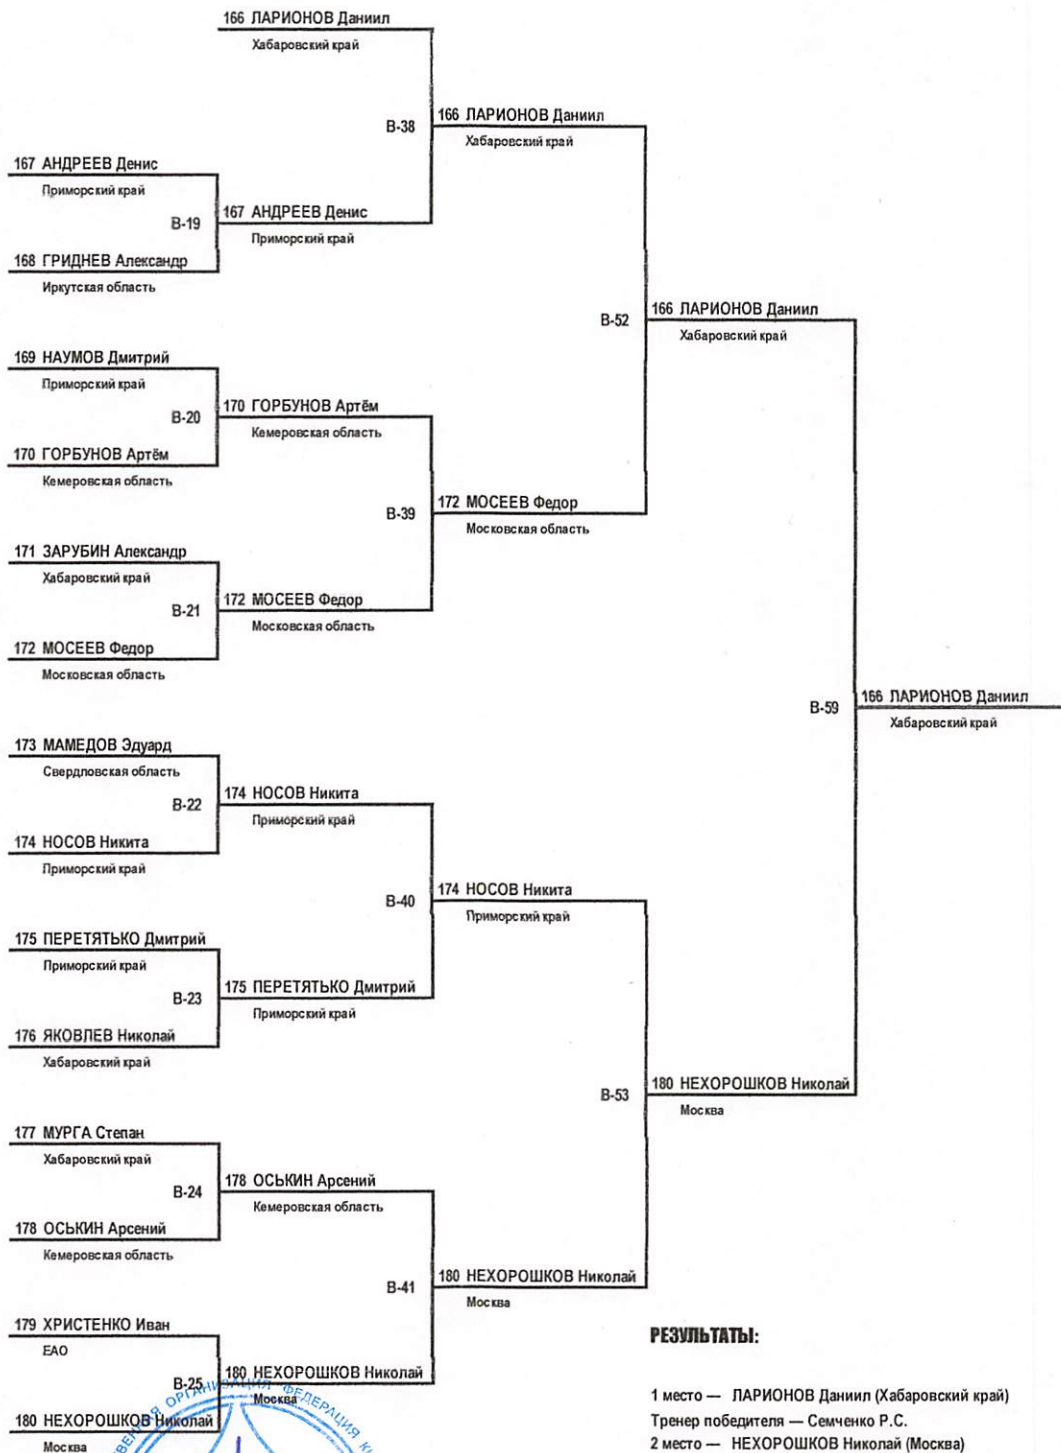 166 ЛАРИОНОВ Даниил
Хабаровский край
В-38
166 ЛАРИОНОВ Даниил
Хабаровский край
167 АНДРЕЕВ Денис
Приморский край
В-19
167 АНДРЕЕВ Денис
Приморский край
168 ГРИДНЕВ Александр
Иркутская область
В-52
166 ЛАРИОНОВ Даниил
Хабаровский край
169 НАУМОВ Дмитрий
Приморский край
В-20
170 ГОРБУНОВ Артём
Кемеровская область
170 ГОРБУНОВ Артём
Кемеровская область
В-39
172 МОСЕЕВ Федор
Московская область
171 ЗАРУБИН Александр
Хабаровский край
В-21
172 МОСЕЕВ Федор
Московская область
172 МОСЕЕВ Федор
Московская область
В-59
166 ЛАРИОНОВ Даниил
Хабаровский край
173 МАМЕДОВ Эдуард
Свердловская область
В-22
174 НОСОВ Никита
Приморский край
174 НОСОВ Никита
Приморский край
В-40
174 НОСОВ Никита
Приморский край
175 ПЕРЕТЯТЬКО Дмитрий
Приморский край
В-23
175 ПЕРЕТЯТЬКО Дмитрий
Приморский край
176 ЯКОВЛЕВ Николай
Хабаровский край
В-53
180 НЕХОРОШКОВ Николай
Москва
177 МУРГА Степан
Хабаровский край
В-24
178 ОСЬКИН Арсений
Кемеровская область
178 ОСЬКИН Арсений
Кемеровская область
В-41
180 НЕХОРОШКОВ Николай
Москва
179 ХРИСТЕНКО Иван
ЕАО
В-25
180 НЕХОРОШКОВ Николай
Москва
180 НЕХОРОШКОВ Николай
Москва
ОРГАНИЗАЦИЯ ФЕДЕРАЦИЯ
РЕЗУЛЬТАТЫ:
1 место — ЛАРИОНОВ Даниил (Хабаровский край)
Тренер победителя — Семченко Р.С.
2 место — НЕХОРОШКОВ Николай (Москва)